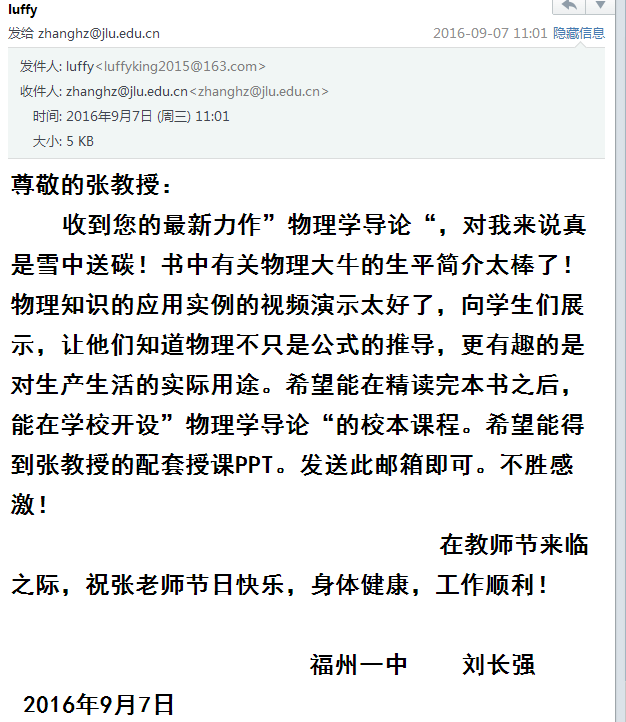 luffy
发给 zhanghz@jlu.edu.cn 2016-09-07 11:01 隐藏信息
发件人: luffy<luffyking2015@163.com>
收件人: zhanghz@jlu.edu.cn<zhanghz@jlu.edu.cn>
时间: 2016年9月7日 (周三) 11:01
大小: 5 KB
尊敬的张教授：
收到您的最新力作”物理学导论“，对我来说真
是雪中送碳！书中有关物理大牛的生平简介太棒了！
物理知识的应用实例的视频演示太好了，向学生们展
示，让他们知道物理不只是公式的推导，更有趣的是
对生产生活的实际用途。希望能在精读完本书之后，
能在学校开设”物理学导论“的校本课程。希望能得
到张教授的配套授课PPT。发送此邮箱即可。不胜感
激！
在教师节来临
之际，祝张老师节日快乐，身体健康，工作顺利！
福州一中 刘长强
2016年9月7日